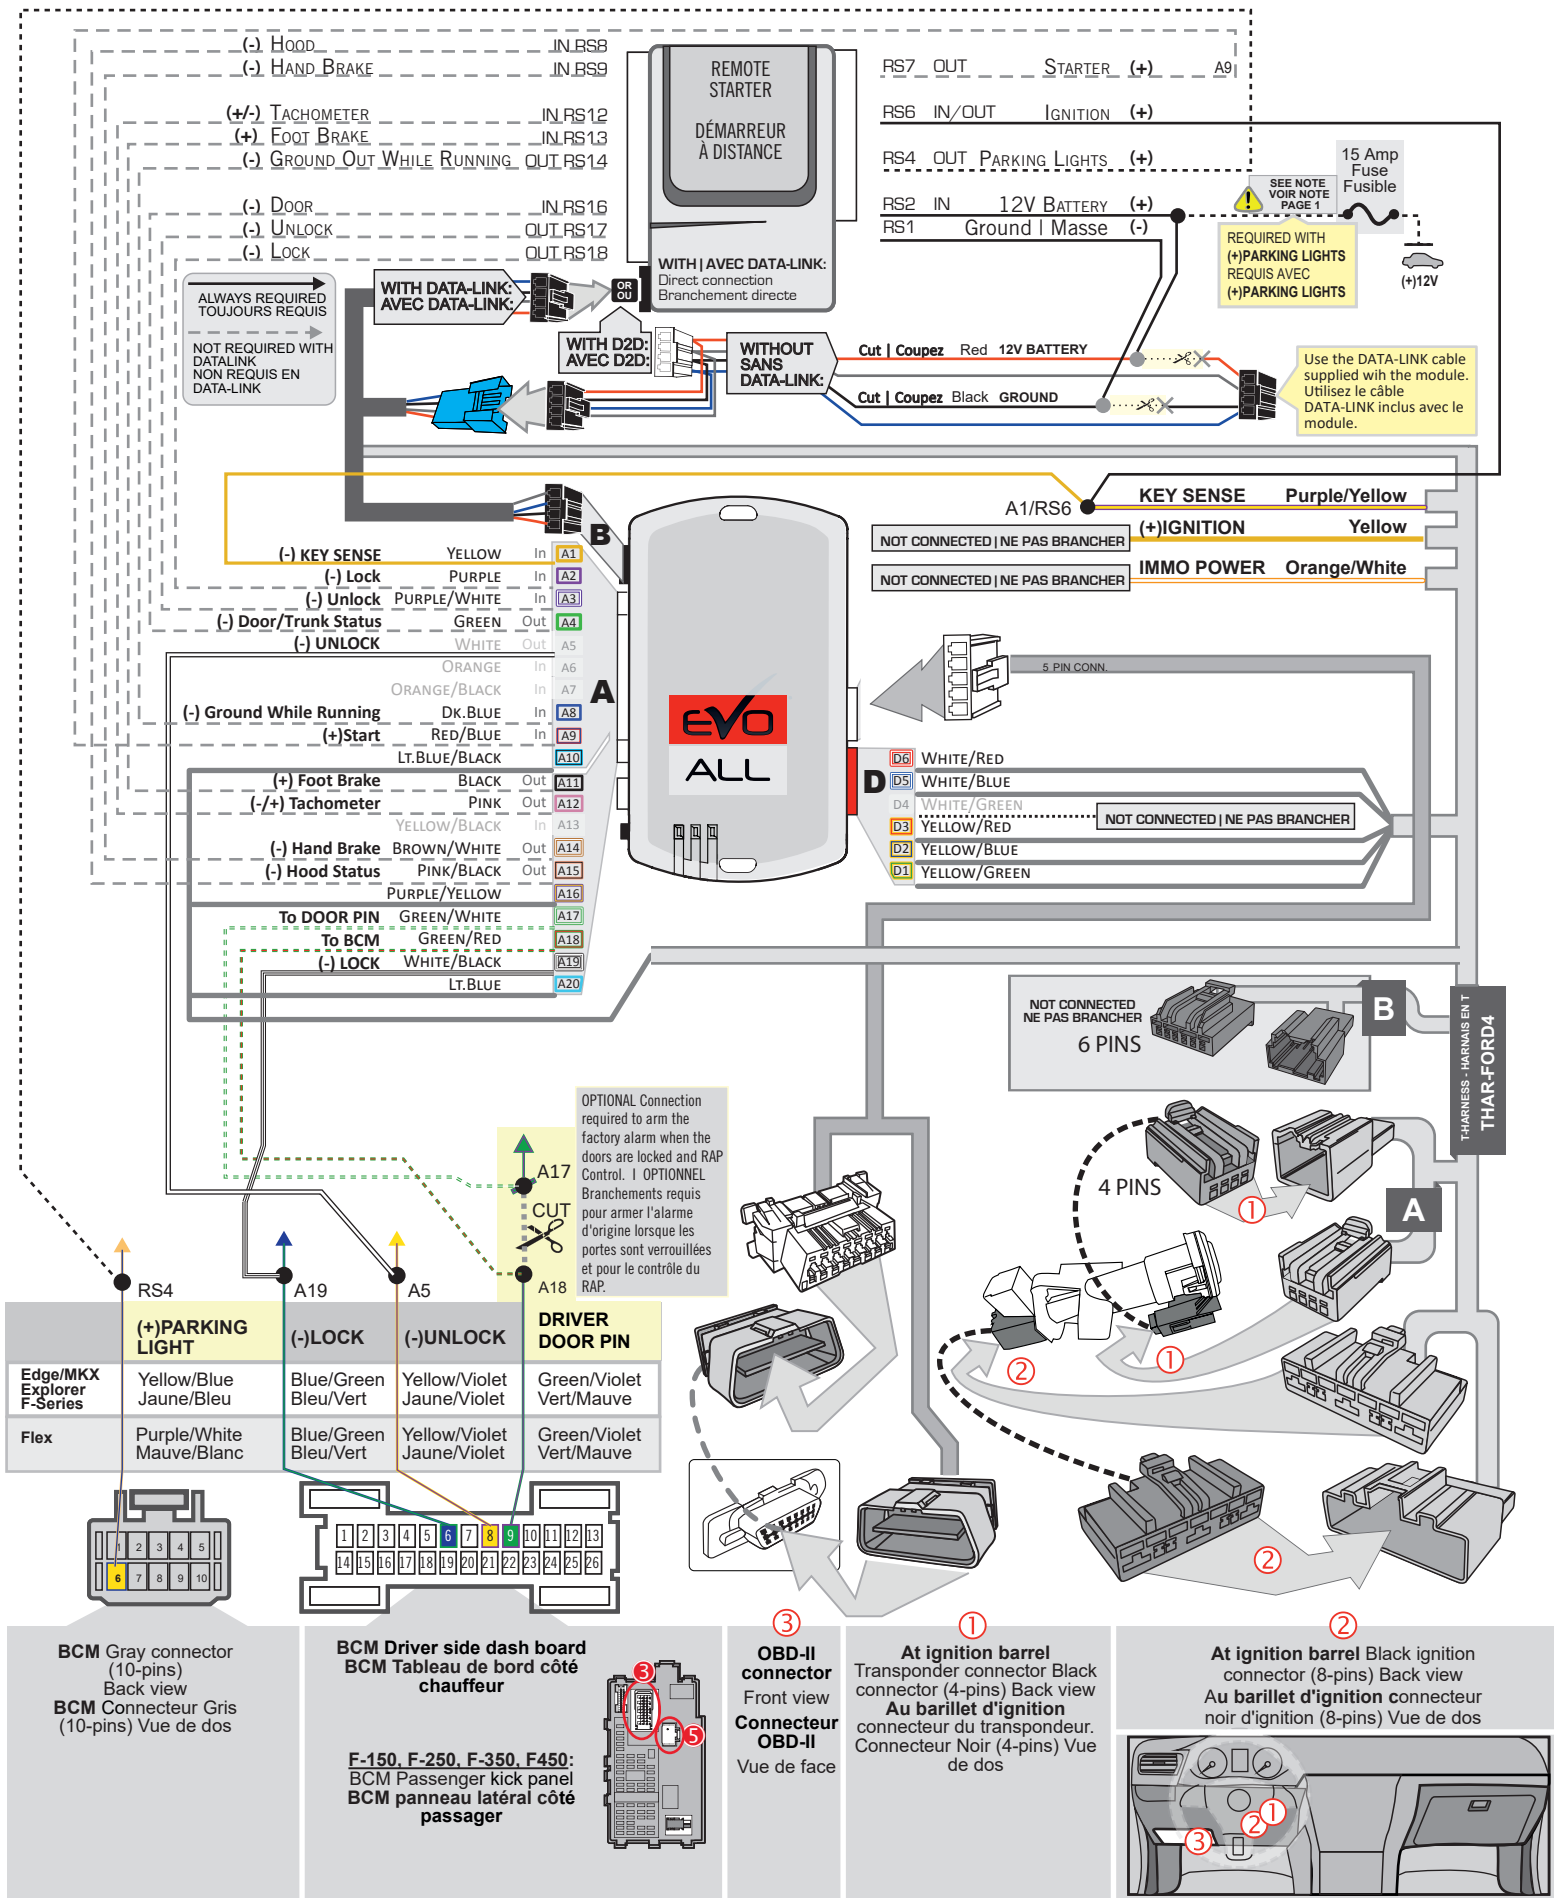 (-) HOOD IN RS8
(-) HAND BRAKE IN RS9
(+/-) TACHOMETER IN RS12
(+) FOOT BRAKE IN RS13
(-) GROUND OUT WHILE RUNNING OUT RS14
(-) DOOR IN RS16
(-) UNLOCK OUT RS17
(-) LOCK OUT RS18
REMOTE
STARTER
DÉMARREUR
À DISTANCE
WITH | AVEC DATA-LINK:
Direct connection
Branchement directe
RS7 OUT STARTER (+) A9
RS6 IN/OUT IGNITION (+)
RS4 OUT PARKING LIGHTS (+)
RS2 IN 12V BATTERY (+)
RS1 Ground | Masse (-)
15 Amp
Fuse
Fusible
SEE NOTE
VOIR NOTE
PAGE 1
REQUIRED WITH
(+)PARKING LIGHTS
REQUIS AVEC
(+)PARKING LIGHTS
(+)12V
ALWAYS REQUIRED
TOUJOURS REQUIS
NOT REQUIRED WITH
DATALINK
NON REQUIS EN
DATA-LINK
WITH DATA-LINK:
AVEC DATA-LINK:
OR
OU
WITH D2D:
AVEC D2D:
WITHOUT
SANS
DATA-LINK:
Cut | Coupez Red 12V BATTERY
Cut | Coupez Black GROUND
Use the DATA-LINK cable
supplied wih the module.
Utilisez le câble
DATA-LINK inclus avec le
module.
A1/RS6
KEY SENSE Purple/Yellow
NOT CONNECTED | NE PAS BRANCHER (+)IGNITION Yellow
NOT CONNECTED | NE PAS BRANCHER IMMO POWER Orange/White
B
A
(-) KEY SENSE YELLOW In A1
(-) Lock PURPLE In A2
(-) Unlock PURPLE/WHITE In A3
(-) Door/Trunk Status GREEN Out A4
(-) UNLOCK WHITE Out A5
ORANGE In A6
ORANGE/BLACK In A7
(-) Ground While Running DK.BLUE In A8
(+)Start RED/BLUE In A9
LT.BLUE/BLACK A10
(+) Foot Brake BLACK Out A11
(-/+) Tachometer PINK Out A12
YELLOW/BLACK In A13
(-) Hand Brake BROWN/WHITE Out A14
(-) Hood Status PINK/BLACK Out A15
PURPLE/YELLOW A16
To DOOR PIN GREEN/WHITE A17
To BCM GREEN/RED A18
(-) LOCK WHITE/BLACK A19
LT.BLUE A20
EVO
ALL
5 PIN CONN.
D
D6 WHITE/RED
D5 WHITE/BLUE
D4 WHITE/GREEN
NOT CONNECTED | NE PAS BRANCHER
D3 YELLOW/RED
D2 YELLOW/BLUE
D1 YELLOW/GREEN
NOT CONNECTED
NE PAS BRANCHER
6 PINS
B
T-HARNESS - HARNAIS EN T
THAR-FORD4
4 PINS
1
A
1
2
2
OPTIONAL Connection
required to arm the
factory alarm when the
doors are locked and RAP
Control. I OPTIONNEL
Branchements requis
pour armer l'alarme
d'origine lorsque les
portes sont verrouillées
et pour le contrôle du
RAP.
A17
CUT
A18
RS4
A19
A5
(+)PARKING
LIGHT
(-)LOCK
(-)UNLOCK
DRIVER
DOOR PIN
Edge/MKX
Explorer
F-Series
Yellow/Blue
Jaune/Bleu
Blue/Green
Bleu/Vert
Yellow/Violet
Jaune/Violet
Green/Violet
Vert/Mauve
Flex
Purple/White
Mauve/Blanc
Blue/Green
Bleu/Vert
Yellow/Violet
Jaune/Violet
Green/Violet
Vert/Mauve
1 2 3 4 5
6 7 8 9 10
1 2 3 4 5 6 7 8 9 10 11 12 13
14 15 16 17 18 19 20 21 22 23 24 25 26
BCM Gray connector
(10-pins)
Back view
BCM Connecteur Gris
(10-pins) Vue de dos
BCM Driver side dash board
BCM Tableau de bord côté
chauffeur
3
5
F-150, F-250, F-350, F450:
BCM Passenger kick panel
BCM panneau latéral côté
passager
3
OBD-II
connector
Front view
Connecteur
OBD-II
Vue de face
1
At ignition barrel
Transponder connector Black
connector (4-pins) Back view
Au barillet d'ignition
connecteur du transpondeur.
Connecteur Noir (4-pins) Vue
de dos
2
At ignition barrel Black ignition
connector (8-pins) Back view
Au barillet d'ignition connecteur
noir d'ignition (8-pins) Vue de dos
1
2
3